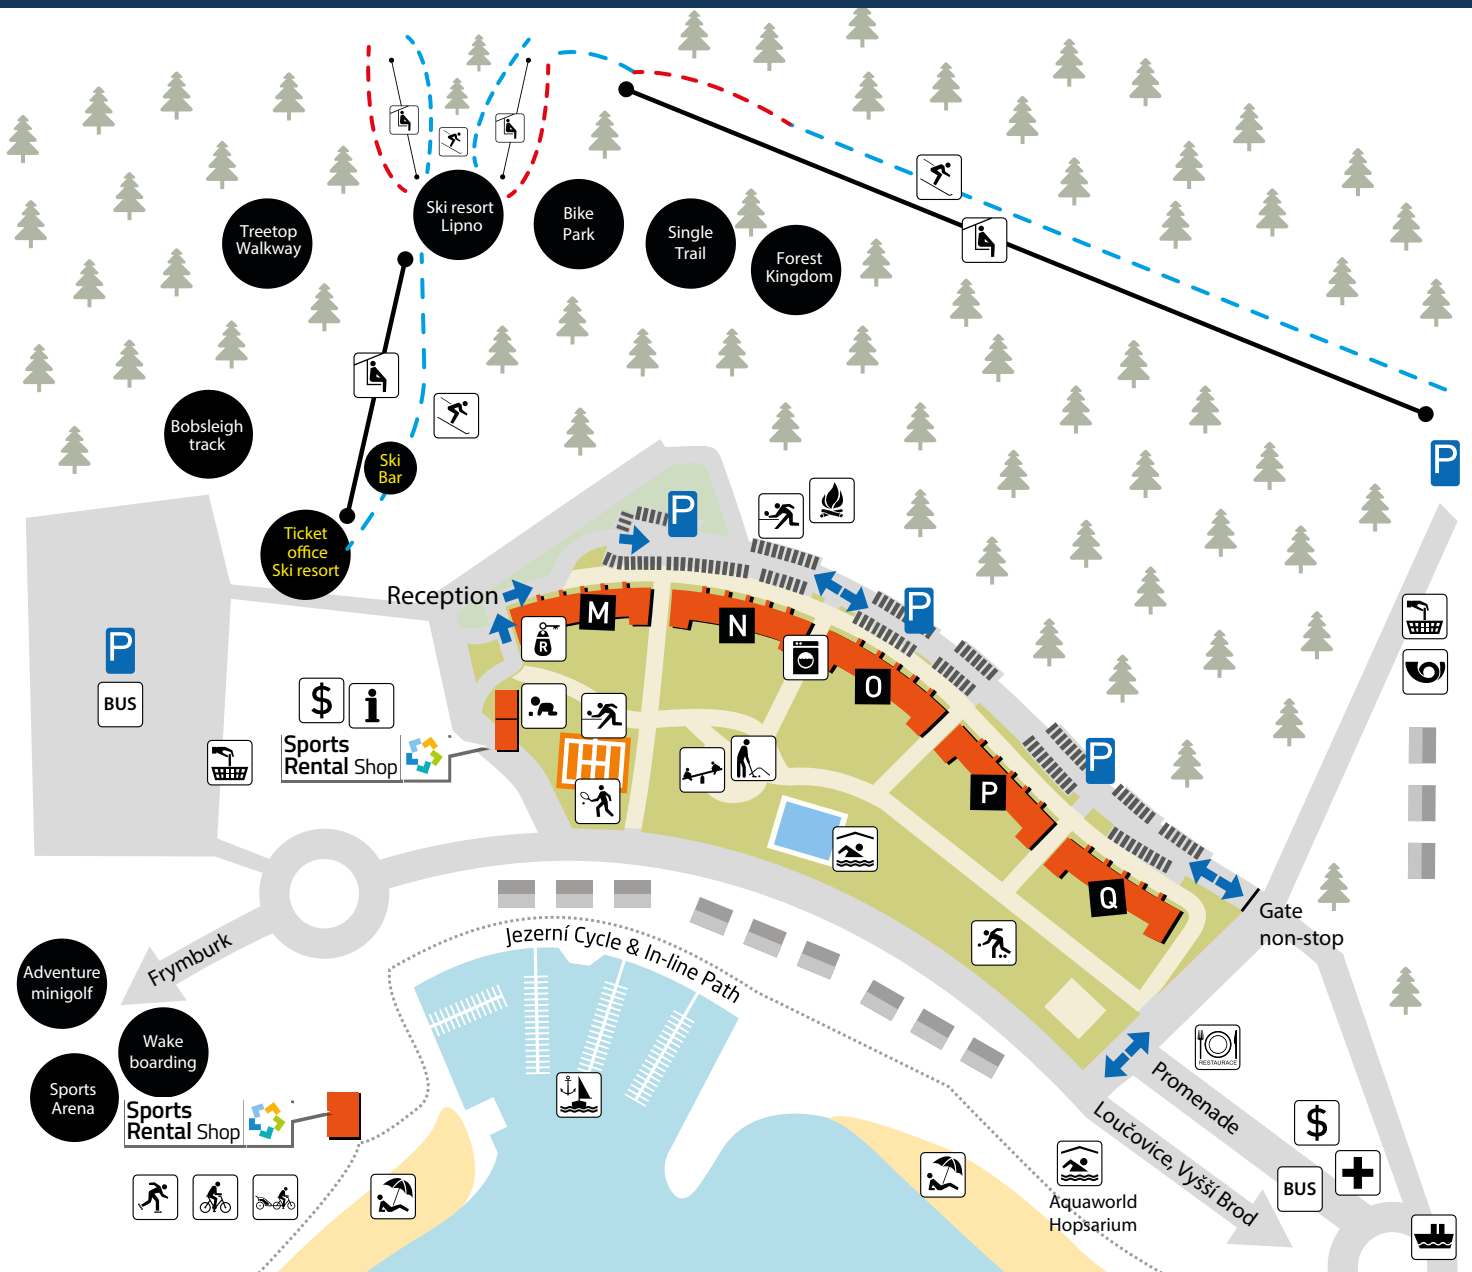 Ski resort
Lipno
Treetop
Walkway
Bike
Park
Single
Trail
Forest
Kingdom
Bobsleigh
track
Ski
Bar
Ticket
office
Ski resort
P
P
P
P
P
P
Reception
M
N
O
P
Q
R
BUS
$
i
Sports
Rental Shop
Gate
non-stop
Jezerní Cycle & In-line Path
Frymburk
Adventure
minigolf
Wake
boarding
Sports
Arena
Sports
Rental Shop
RESTAURACE
Promenade
Loučovice, Vyšší Brod
$
BUS
Aquaworld
Hopsarium